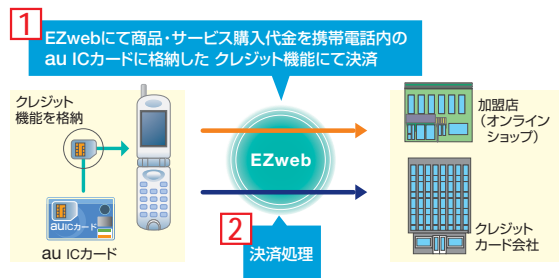 1
EZwebにて商品・サービス購入代金を携帯電話内の
au ICカードに格納した クレジット機能にて決済
クレジット
機能を格納
au ICカード
au ICカード
EZweb
2
決済処理
加盟店
（オンライン
ショップ）
クレジット
カード会社